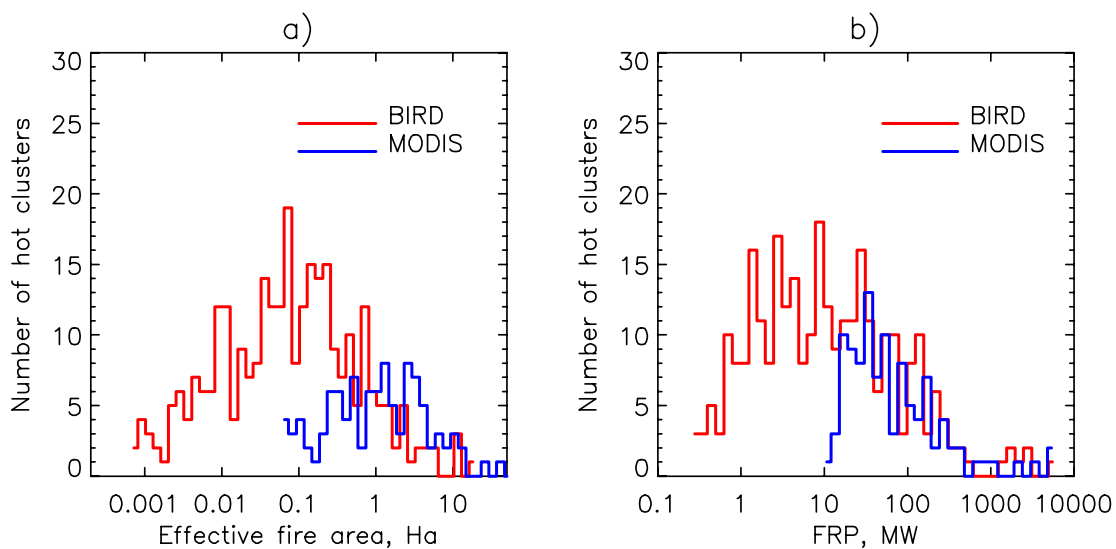 a)
30
25
20
15
10
5
0
Number of hot clusters
BIRD
MODIS
0.001 0.01 0.1 1 10
Effective fire area, Ha
b)
30
25
20
15
10
5
0
Number of hot clusters
BIRD
MODIS
0.1 1 10 100 1000 10000
FRP, MW